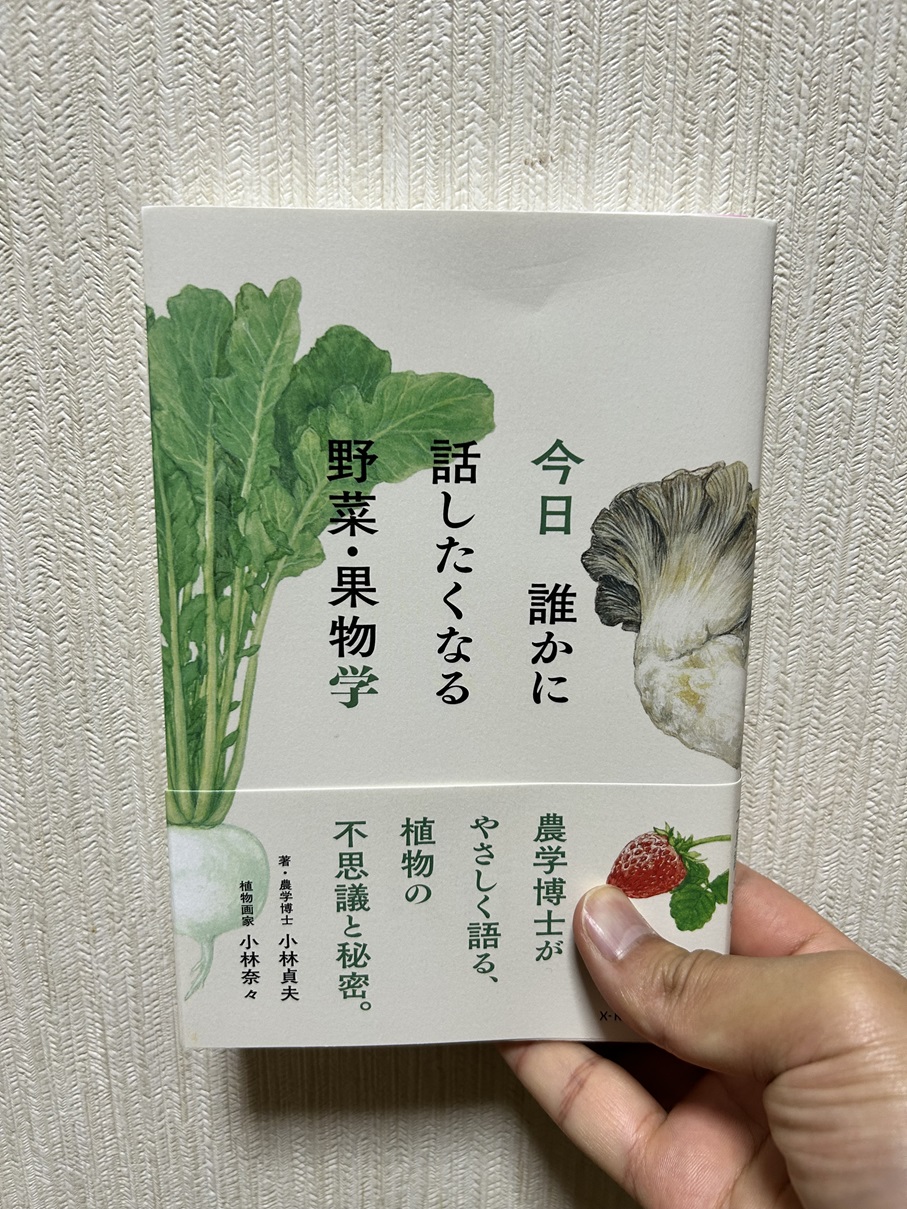 今日 誰かに
話したくなる
野菜・果物学
農学博士が
やさしく語る、
植物の
不思議と秘密。
著・農学博士 小林貞夫
植物画家 小林奈々